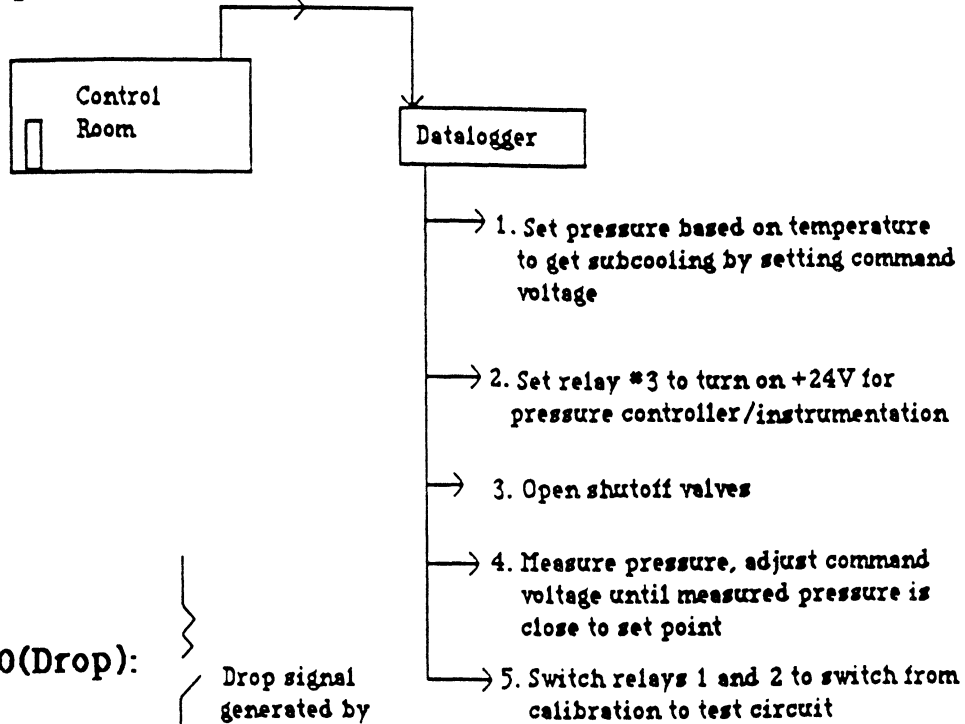 Control
Room
Datalogger
1. Set pressure based on temperature
to get subcooling by setting command
voltage
2. Set relay #3 to turn on +24V for
pressure controller/instrumentation
3. Open shutoff valves
4. Measure pressure, adjust command
voltage until measured pressure is
close to set point
5. Switch relays 1 and 2 to switch from
calibration to test circuit
0(Drop):
Drop signal
generated by